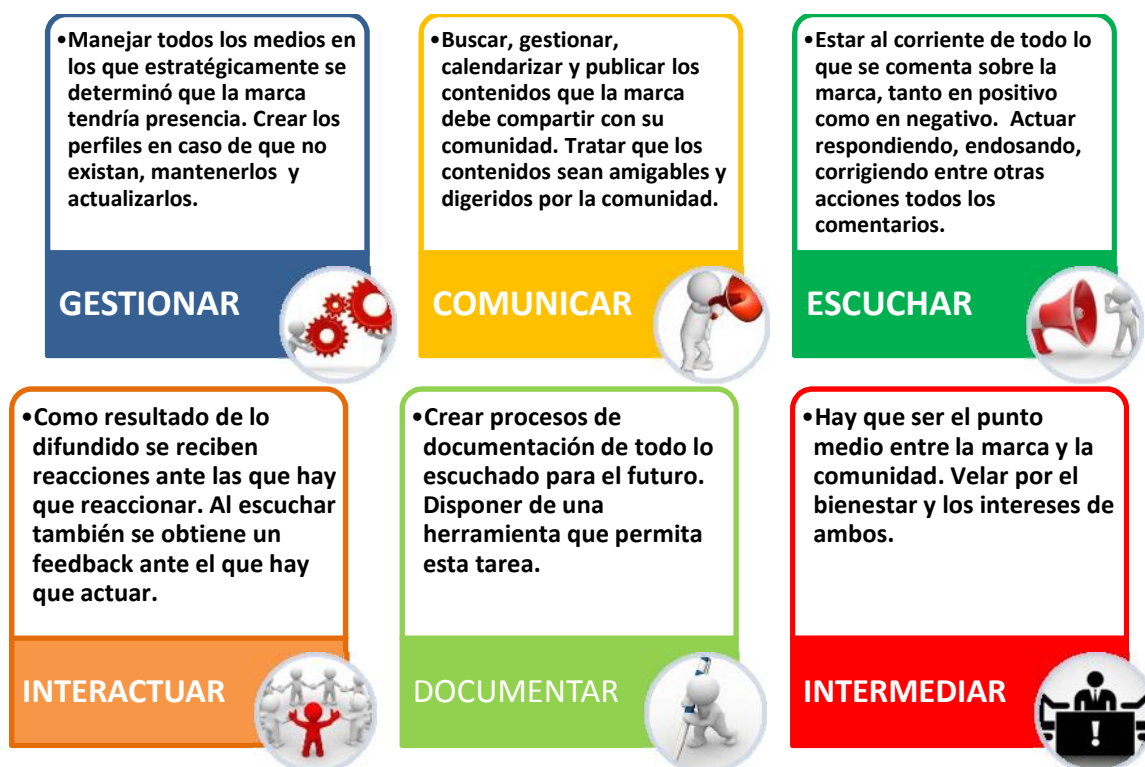 •Manejar todos los medios en
los que estratégicamente se
determinó que la marca
tendría presencia. Crear los
perfiles en caso de que no
existan, mantenerlos y
actualizarlos.
GESTIONAR
•Buscar, gestionar,
calendarizar y publicar los
contenidos que la marca
debe compartir con su
comunidad. Tratar que los
contenidos sean amigables y
digeridos por la comunidad.
COMUNICAR
•Estar al corriente de todo lo
que se comenta sobre la
marca, tanto en positivo
como en negativo. Actuar
respondiendo, endosando,
corrigiendo entre otras
acciones todos los
comentarios.
ESCUCHAR
•Como resultado de lo
difundido se reciben
reacciones ante las que hay
que reaccionar. Al escuchar
también se obtiene un
feedback ante el que hay
que actuar.
INTERACTUAR
•Crear procesos de
documentación de todo lo
escuchado para el futuro.
Disponer de una
herramienta que permita
esta tarea.
DOCUMENTAR
•Hay que ser el punto
medio entre la marca y la
comunidad. Velar por el
bienestar y los intereses de
ambos.
INTERMEDIAR
!